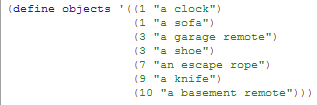 (define objects '((1 "a clock")
(1 "a sofa")
(3 "a garage remote")
(3 "a shoe")
(7 "an escape rope")
(9 "a knife")
(10 "a basement remote")))